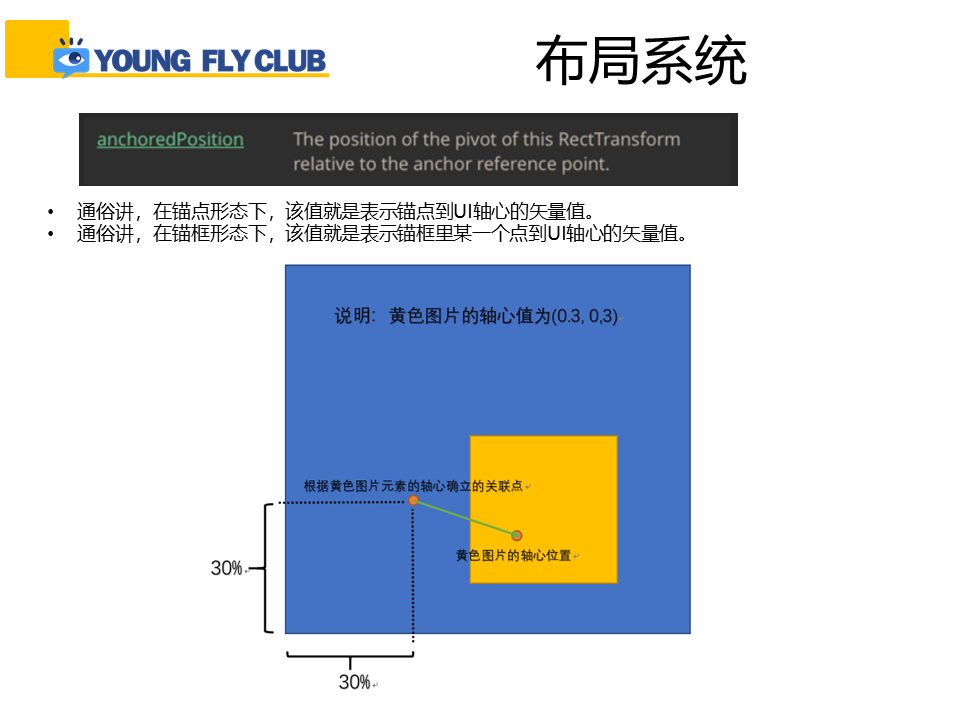 YOUNG FLY CLUB
布局系统
anchoredPosition
The position of the pivot of this RectTransform
relative to the anchor reference point.
• 通俗讲，在锚点形态下，该值就是表示锚点到UI轴心的矢量值。
• 通俗讲，在锚框形态下，该值就是表示锚框里某一个点到UI轴心的矢量值。
说明：黄色图片的轴心值为(0.3, 0,3)
根据黄色图片元素的轴心确立的关联点
黄色图片的轴心位置
30%
30%